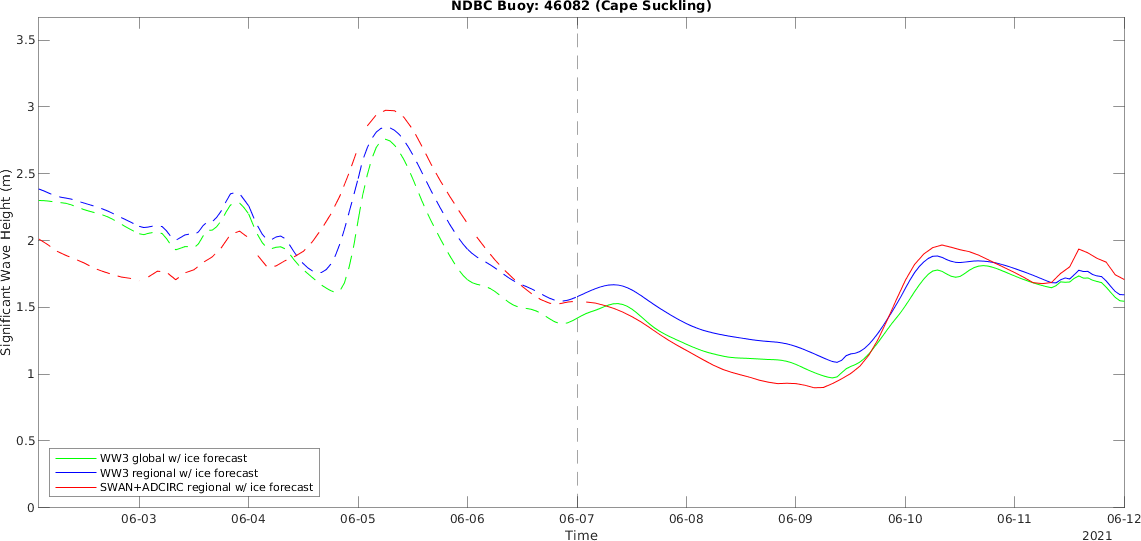 NDBC Buoy: 46082 (Cape Suckling)
Significant Wave Height (m)
3.5
3
2.5
2
1.5
1
0.5
0
WW3 global w/ ice forecast
WW3 regional w/ ice forecast
SWAN+ADCIRC regional w/ ice forecast
06-03 06-04 06-05 06-06 06-07 06-08 06-09 06-10 06-11 06-12
Time
2021